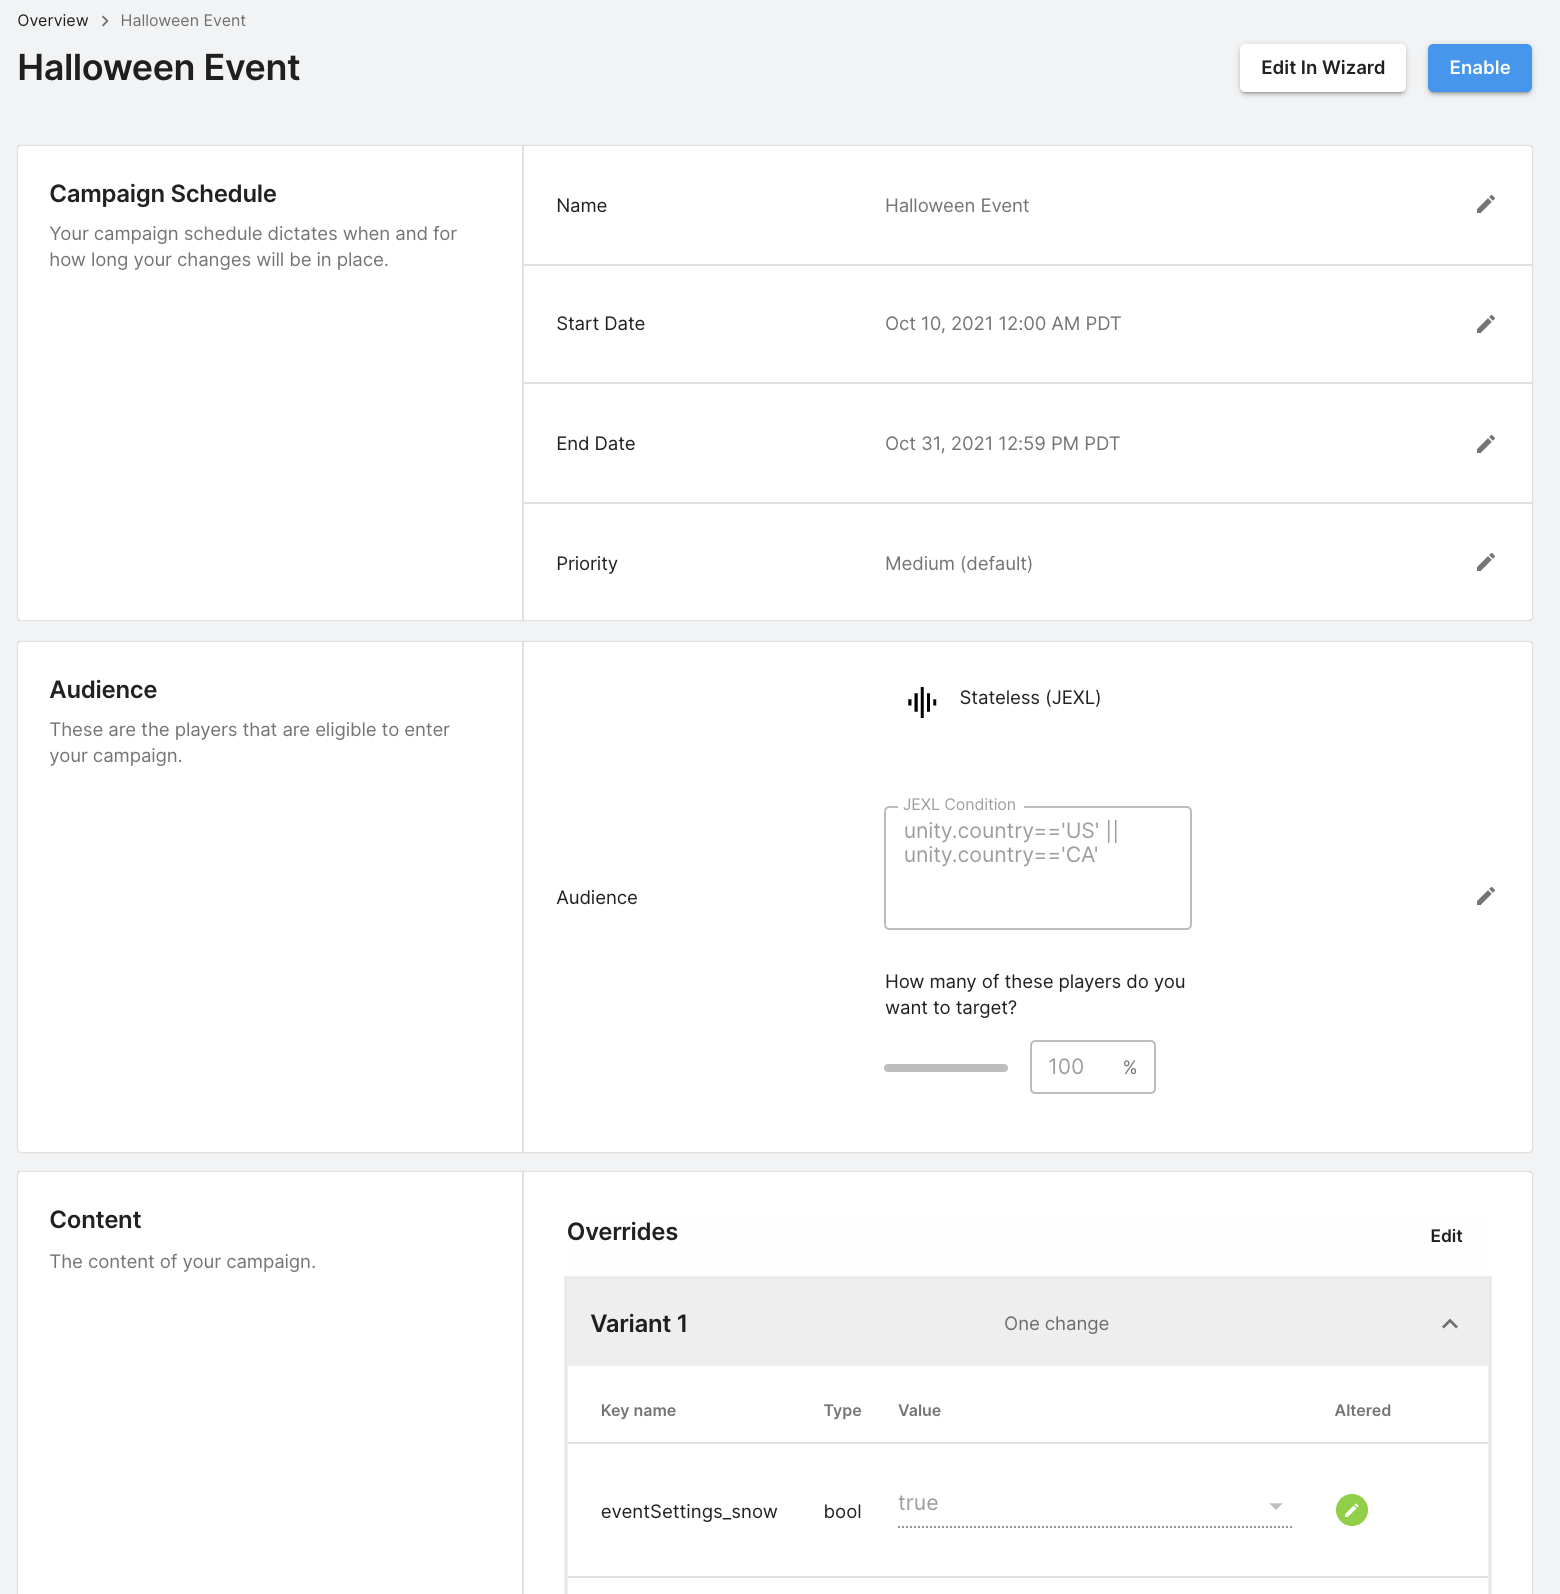 Overview > Halloween Event
Halloween Event
Edit In Wizard
Enable
Campaign Schedule
Your campaign schedule dictates when and for
how long your changes will be in place.
Name
Halloween Event
Start Date
Oct 10, 2021 12:00 AM PDT
End Date
Oct 31, 2021 12:59 PM PDT
Priority
Medium (default)
Audience
These are the players that are eligible to enter
your campaign.
Stateless (JEXL)
JEXL Condition
unity.country=='US' ||
unity.country=='CA'
Audience
How many of these players do you
want to target?
100 %
Content
The content of your campaign.
Overrides
Edit
Variant 1
One change
Key name Type Value Altered
eventSettings_snow bool true